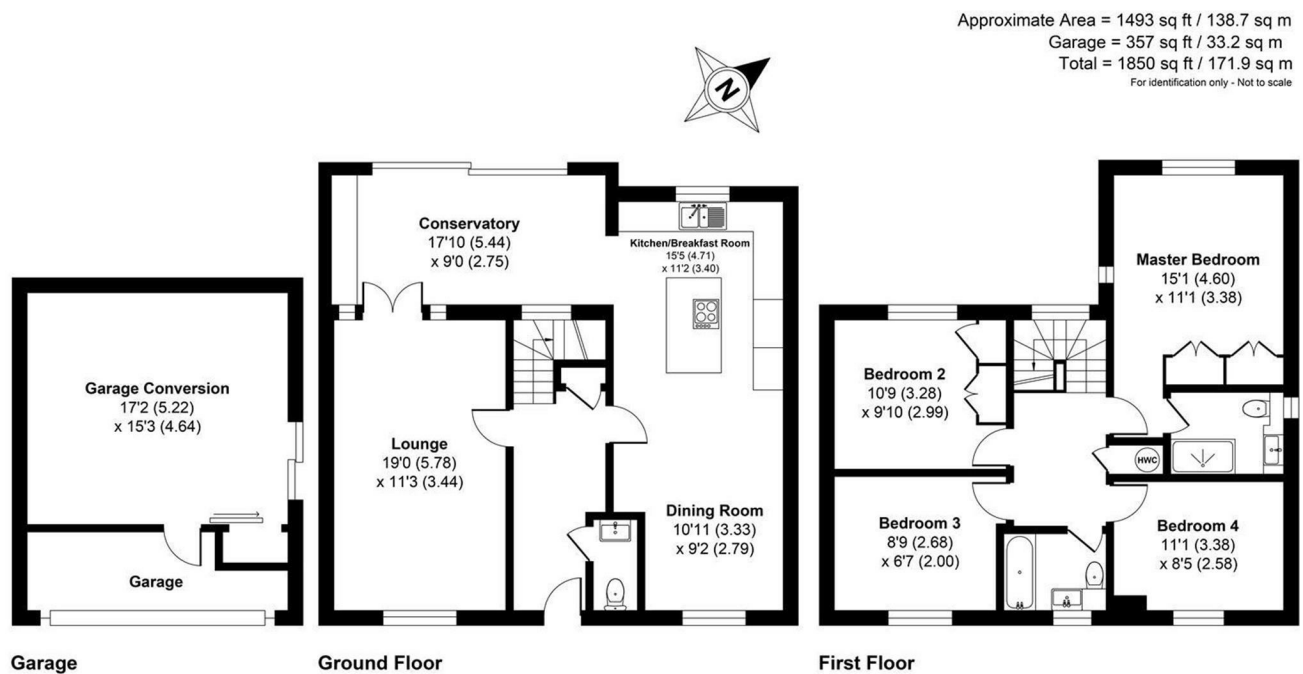 Approximate Area = 1493 sq ft / 138.7 sq m
Garage = 357 sq ft / 33.2 sq m
Total = 1850 sq ft / 171.9 sq m
For identification only - Not to scale
N
Garage Conversion
17'2 (5.22)
x 15'3 (4.64)
Garage
Garage
Conservatory
17'10 (5.44)
x 9'0 (2.75)
Kitchen/Breakfast Room
15'5 (4.71)
x 11'2 (3.40)
Lounge
19'0 (5.78)
x 11'3 (3.44)
Dining Room
10'11 (3.33)
x 9'2 (2.79)
Ground Floor
Master Bedroom
15'1 (4.60)
x 11'1 (3.38)
Bedroom 2
10'9 (3.28)
x 9'10 (2.99)
HWC
Bedroom 3
8'9 (2.68)
x 6'7 (2.00)
Bedroom 4
11'1 (3.38)
x 8'5 (2.58)
First Floor